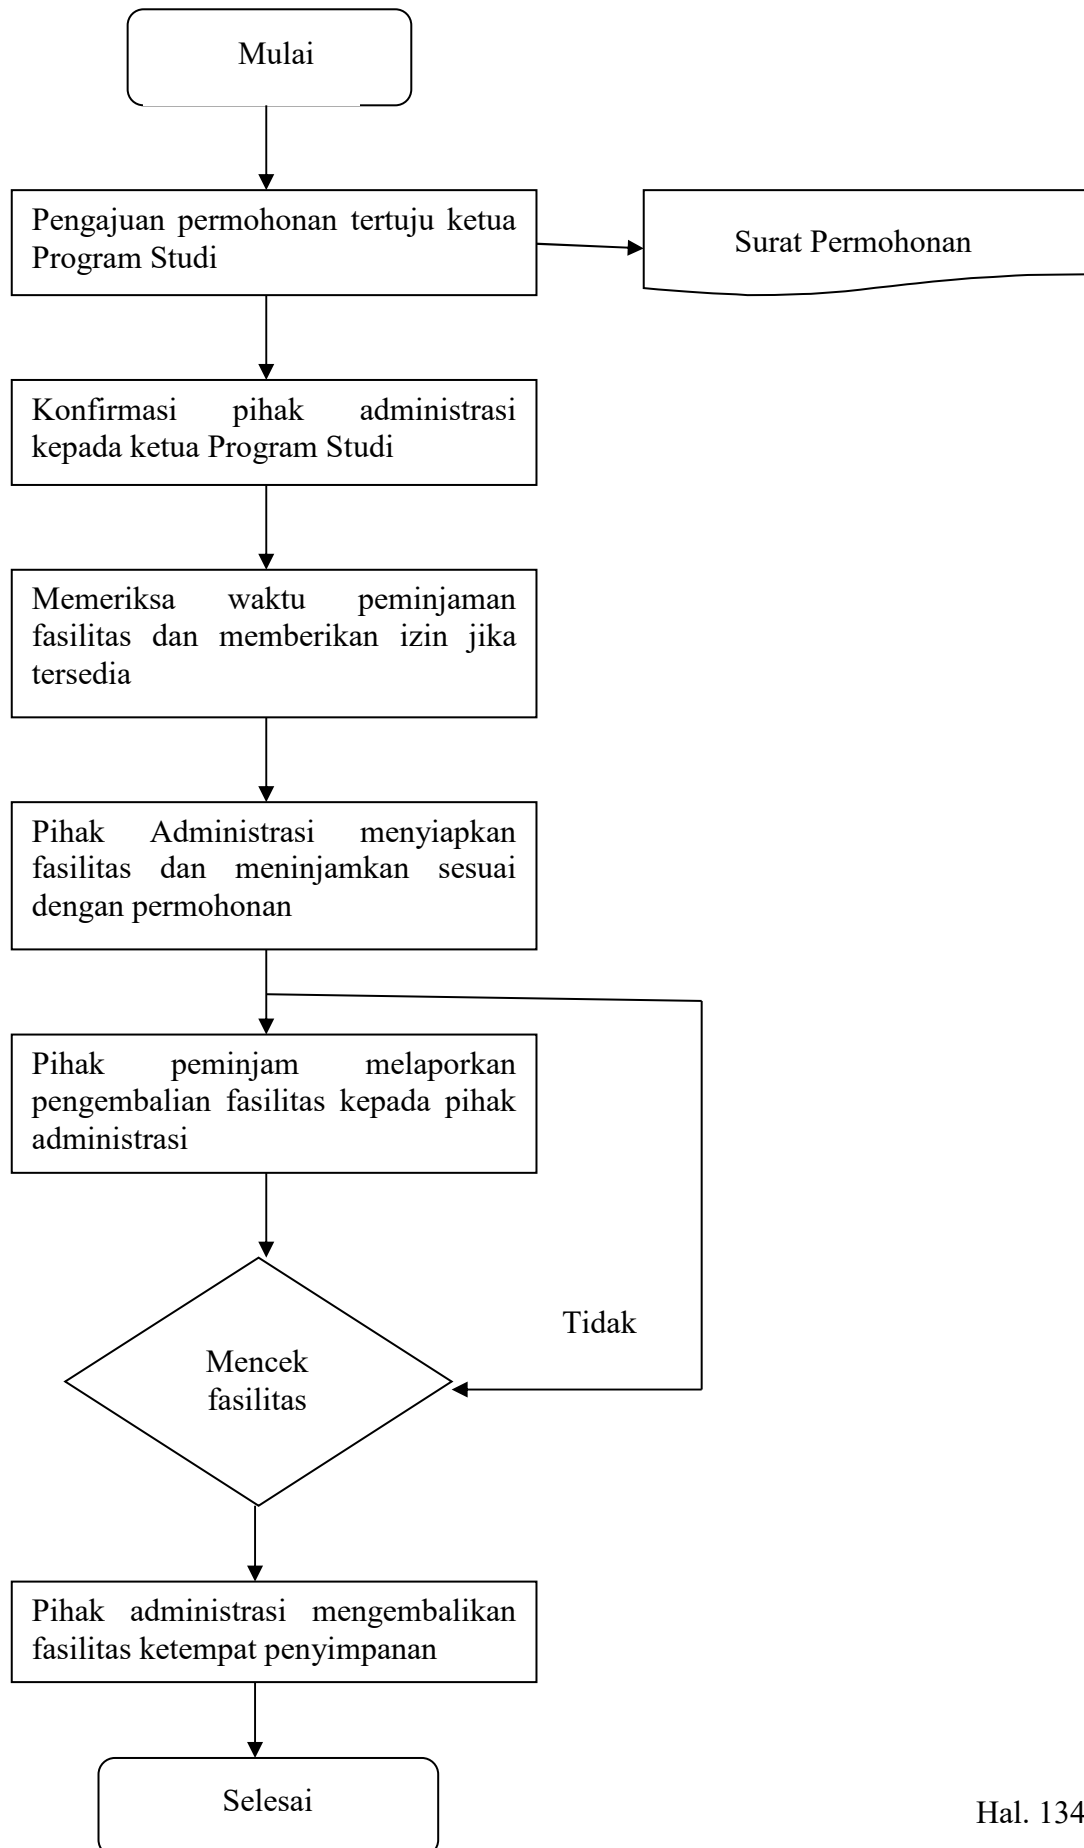 Mulai
Pengajuan permohonan tertuju ketua
Program Studi
Surat Permohonan
Konfirmasi pihak administrasi
kepada ketua Program Studi
Memeriksa waktu peminjaman
fasilitas dan memberikan izin jika
tersedia
Pihak Administrasi menyiapkan
fasilitas dan meninjamkan sesuai
dengan permohonan
Pihak peminjam melaporkan
pengembalian fasilitas kepada pihak
administrasi
Tidak
Mencek
fasilitas
Pihak administrasi mengembalikan
fasilitas ketempat penyimpanan
Selesai
Hal. 134